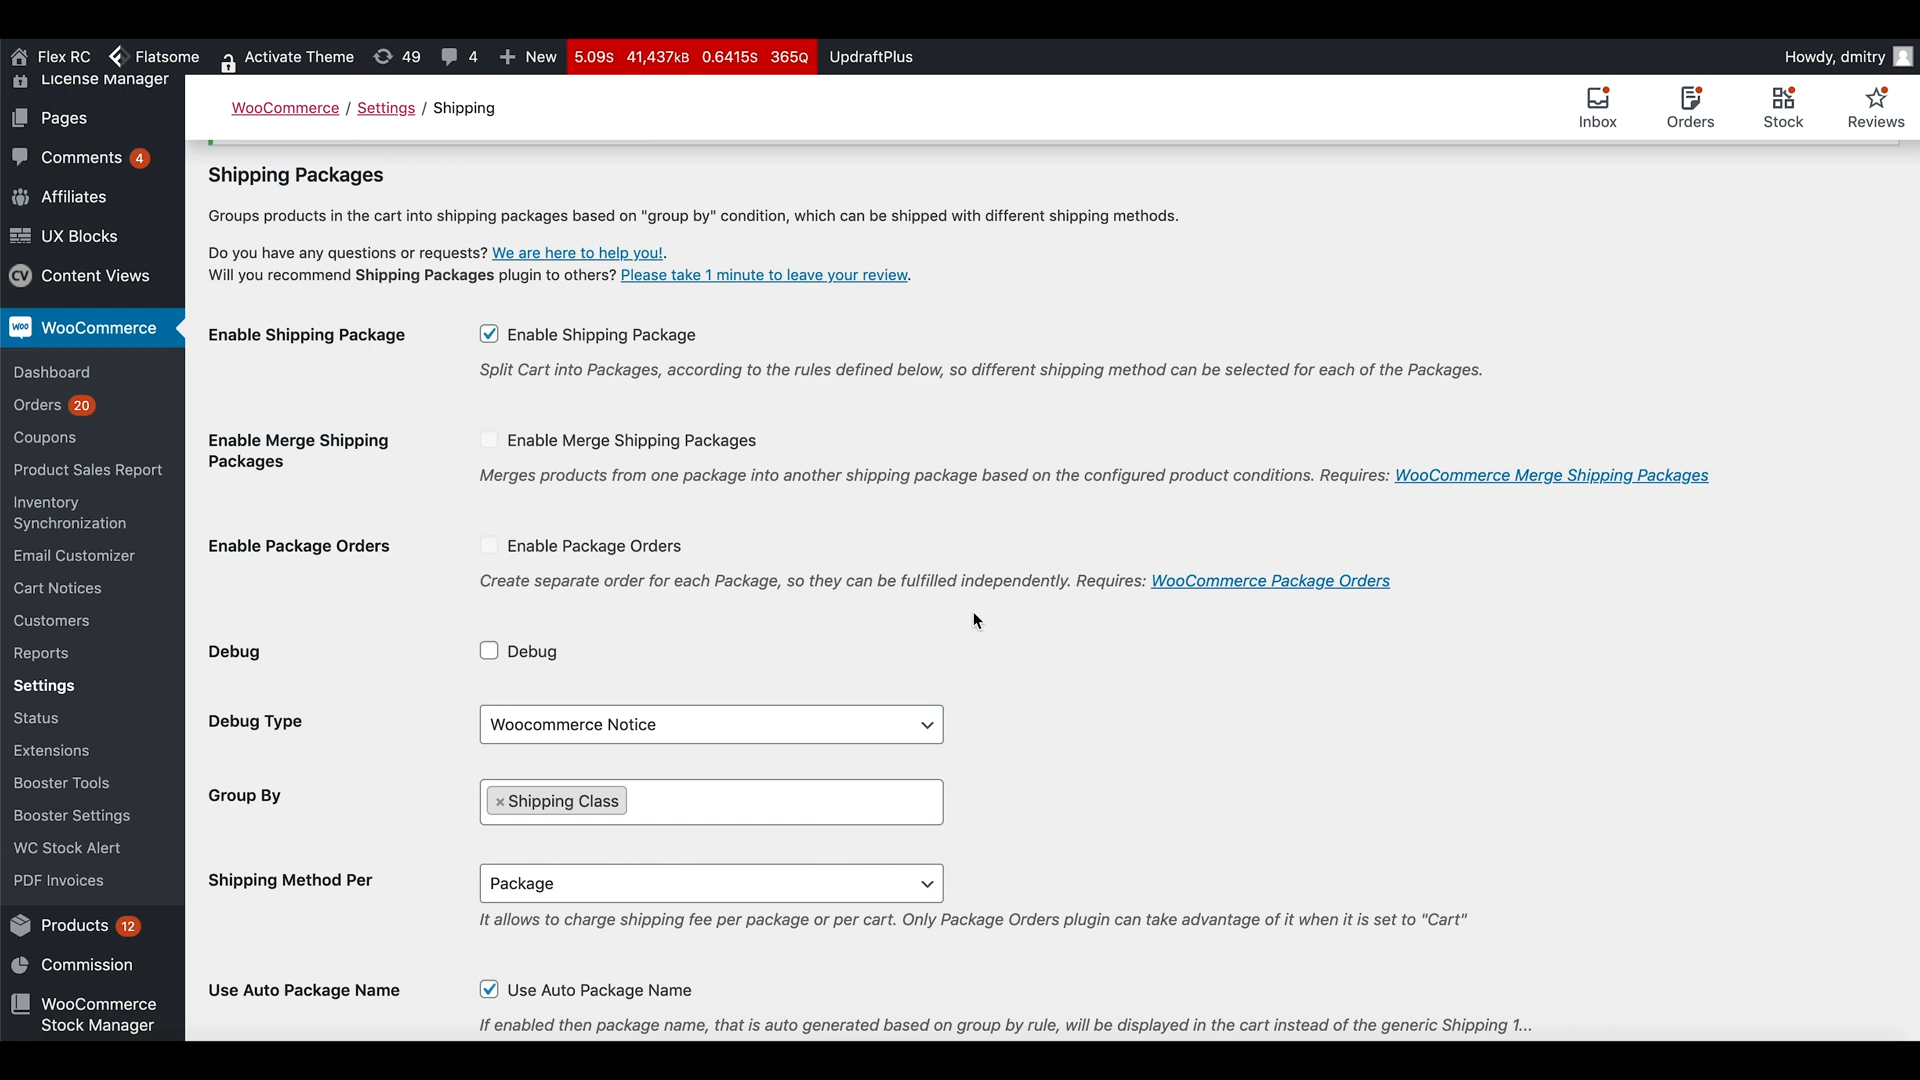 Flex RC Flatsome Activate Theme 49 4 + New 5.09s 41,437kB 0.6415s 365Q UpdraftPlus Howdy, dmitry
License Manager
Pages
Comments 4
Affiliates
UX Blocks
CV Content Views
Woo WooCommerce
Dashboard
Orders 20
Coupons
Product Sales Report
Inventory
Synchronization
Email Customizer
Cart Notices
Customers
Reports
Settings
Status
Extensions
Booster Tools
Booster Settings
WC Stock Alert
PDF Invoices
Products 12
Commission
WooCommerce
Stock Manager
WooCommerce / Settings / Shipping
Inbox Orders Stock Reviews
Shipping Packages
Groups products in the cart into shipping packages based on "group by" condition, which can be shipped with different shipping methods.
Do you have any questions or requests? We are here to help you!.
Will you recommend Shipping Packages plugin to others? Please take 1 minute to leave your review.
Enable Shipping Package
Enable Shipping Package
Split Cart into Packages, according to the rules defined below, so different shipping method can be selected for each of the Packages.
Enable Merge Shipping
Packages
Enable Merge Shipping Packages
Merges products from one package into another shipping package based on the configured product conditions. Requires: WooCommerce Merge Shipping Packages
Enable Package Orders
Enable Package Orders
Create separate order for each Package, so they can be fulfilled independently. Requires: WooCommerce Package Orders
Debug
Debug
Debug Type
Woocommerce Notice
Group By
× Shipping Class
Shipping Method Per
Package
It allows to charge shipping fee per package or per cart. Only Package Orders plugin can take advantage of it when it is set to "Cart"
Use Auto Package Name
Use Auto Package Name
If enabled then package name, that is auto generated based on group by rule, will be displayed in the cart instead of the generic Shipping 1...